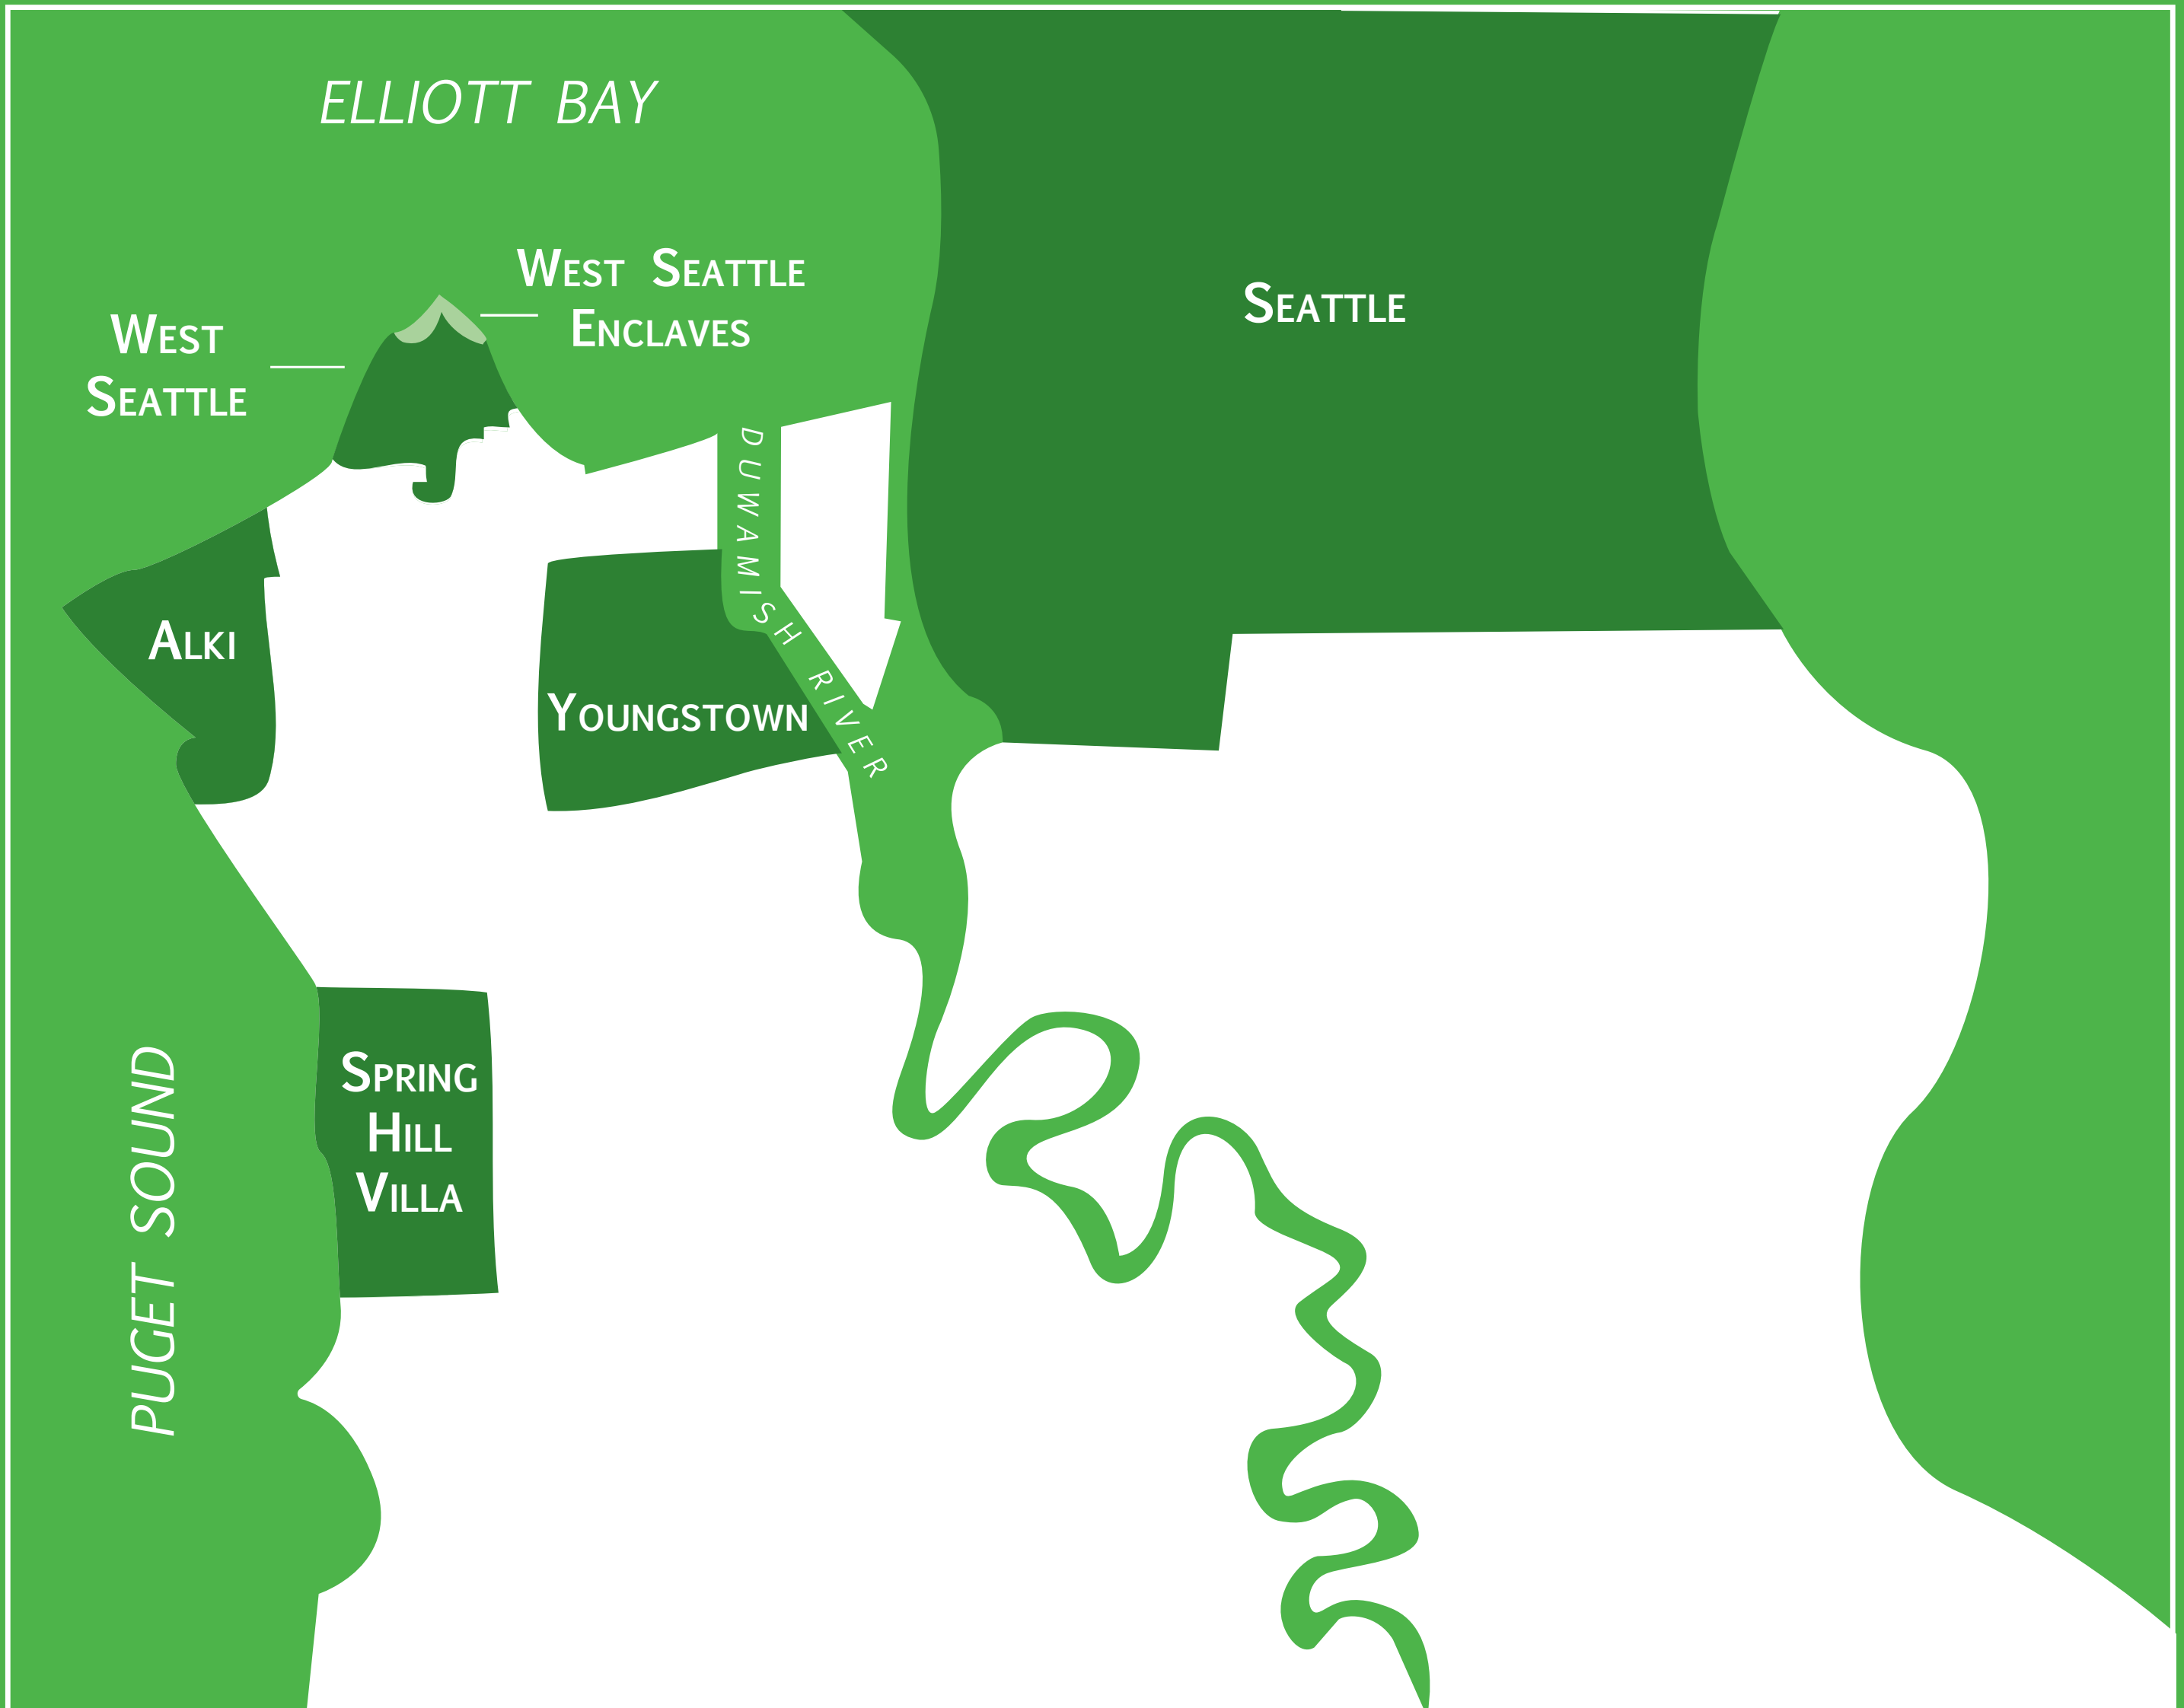 ELLIOTT BAY
West Seattle
Enclaves
Seattle
West
Seattle
DUWAMISH RIVER
Alki
Youngstown
Spring
Hill
Villa
PUGET SOUND